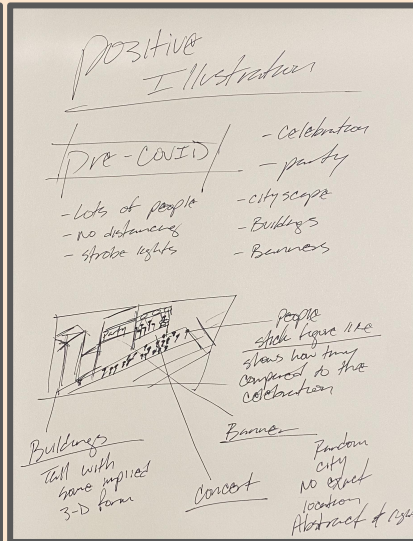 Positive
Illustration
Pre-COVID
- Lots of people
- No distancing
- strobe lights
- Celebration
- party
- cityscape
- Buildings
- Banners
Party
People
stick figure like
shows how tiny
compared to the
celebration
Banner
Buildings
Tall with
some implied
3-D form
Concert
Random
city
No exact
location
Abstract